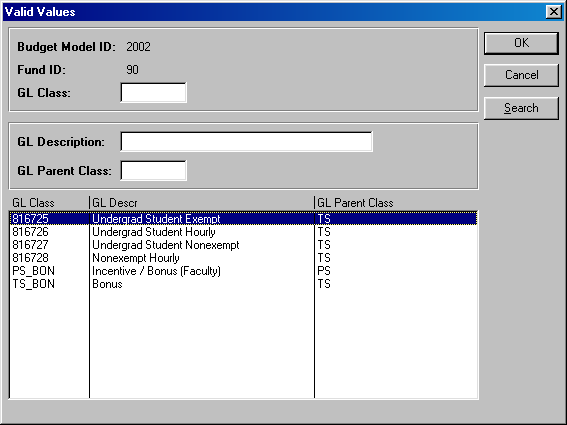 Valid Values
Budget Model ID: 2002
OK
Fund ID: 90
Cancel
GL Class:
Search
GL Description:
GL Parent Class:
GL Class GL Descr GL Parent Class
816725 Undergrad Student Exempt TS
816726 Undergrad Student Hourly TS
816727 Undergrad Student Nonexempt TS
816728 Nonexempt Hourly TS
PS_BON Incentive / Bonus (Faculty) PS
TS_BON Bonus TS